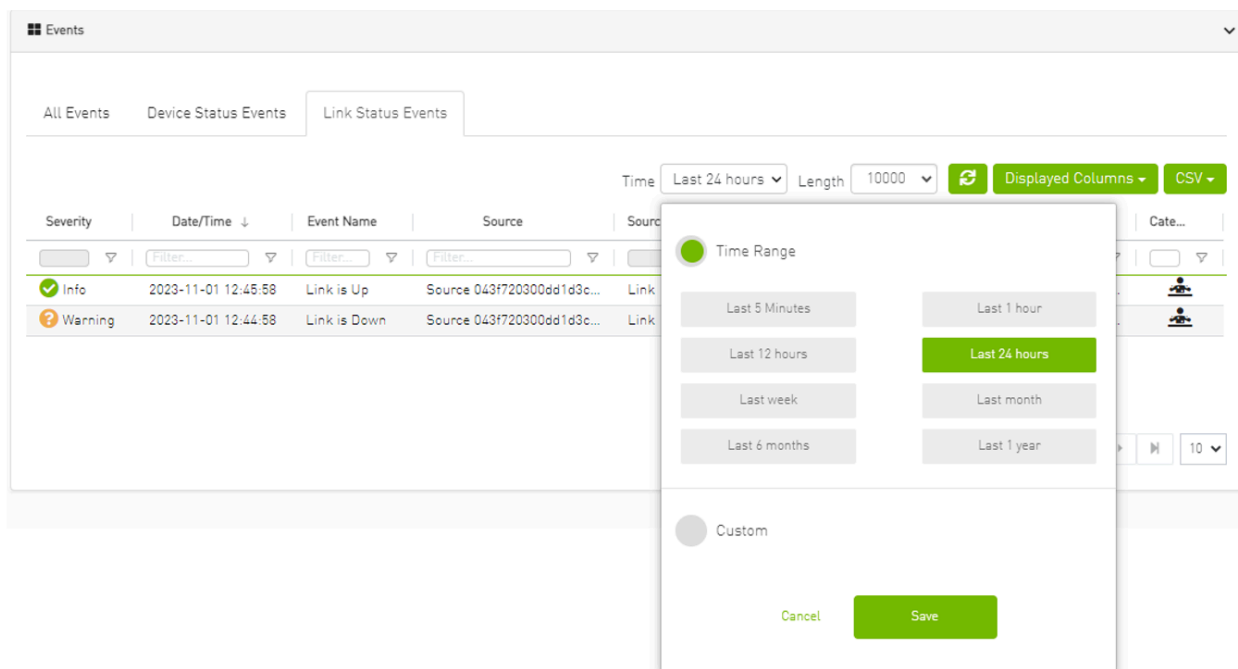 Events
All Events Device Status Events Link Status Events
Time Last 24 hours Length 10000 Displayed Columns CSV
Severity Date/Time ↓ Event Name Source Sourc Cate...
Filter... Filter... Filter...
Info 2023-11-01 12:45:58 Link is Up Source 043f720300dd1d3c... Link
Warning 2023-11-01 12:44:58 Link is Down Source 043f720300dd1d3c... Link
Time Range
Last 5 Minutes Last 1 hour
Last 12 hours Last 24 hours
Last week Last month
Last 6 months Last 1 year
10
Custom
Cancel Save